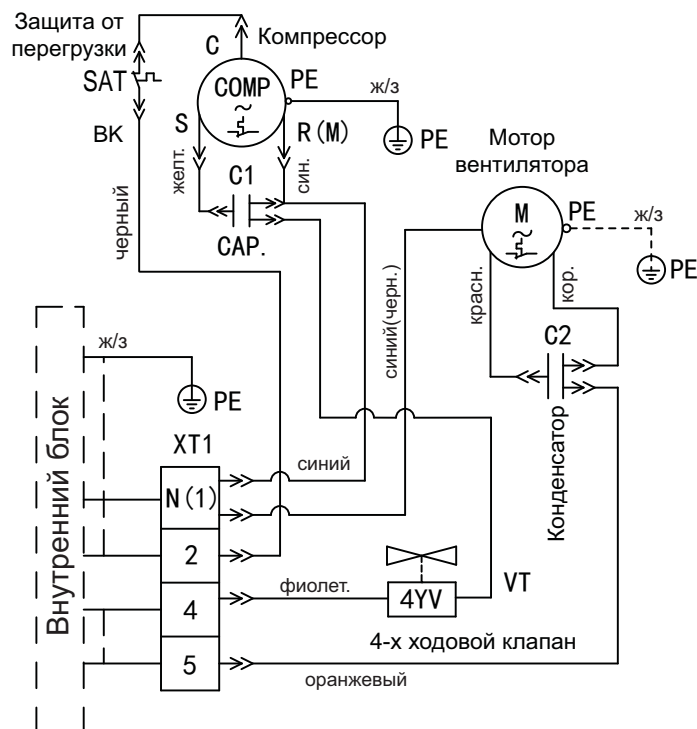 Защита от
перегрузки
C
Компрессор
SAT
COMP
~
PE
ж/з
PE
BK
S
R(M)
желт.
C1
син.
CAP.
черный
Мотор
вентилятора
M
~
PE
ж/з
PE
синий(черн.)
красн.
кор.
C2
Конденсатор
ж/з
PE
Внутренний блок
XT1
N(1)
синий
2
4
фиолет.
4YV
VT
4-х ходовой клапан
5
оранжевый